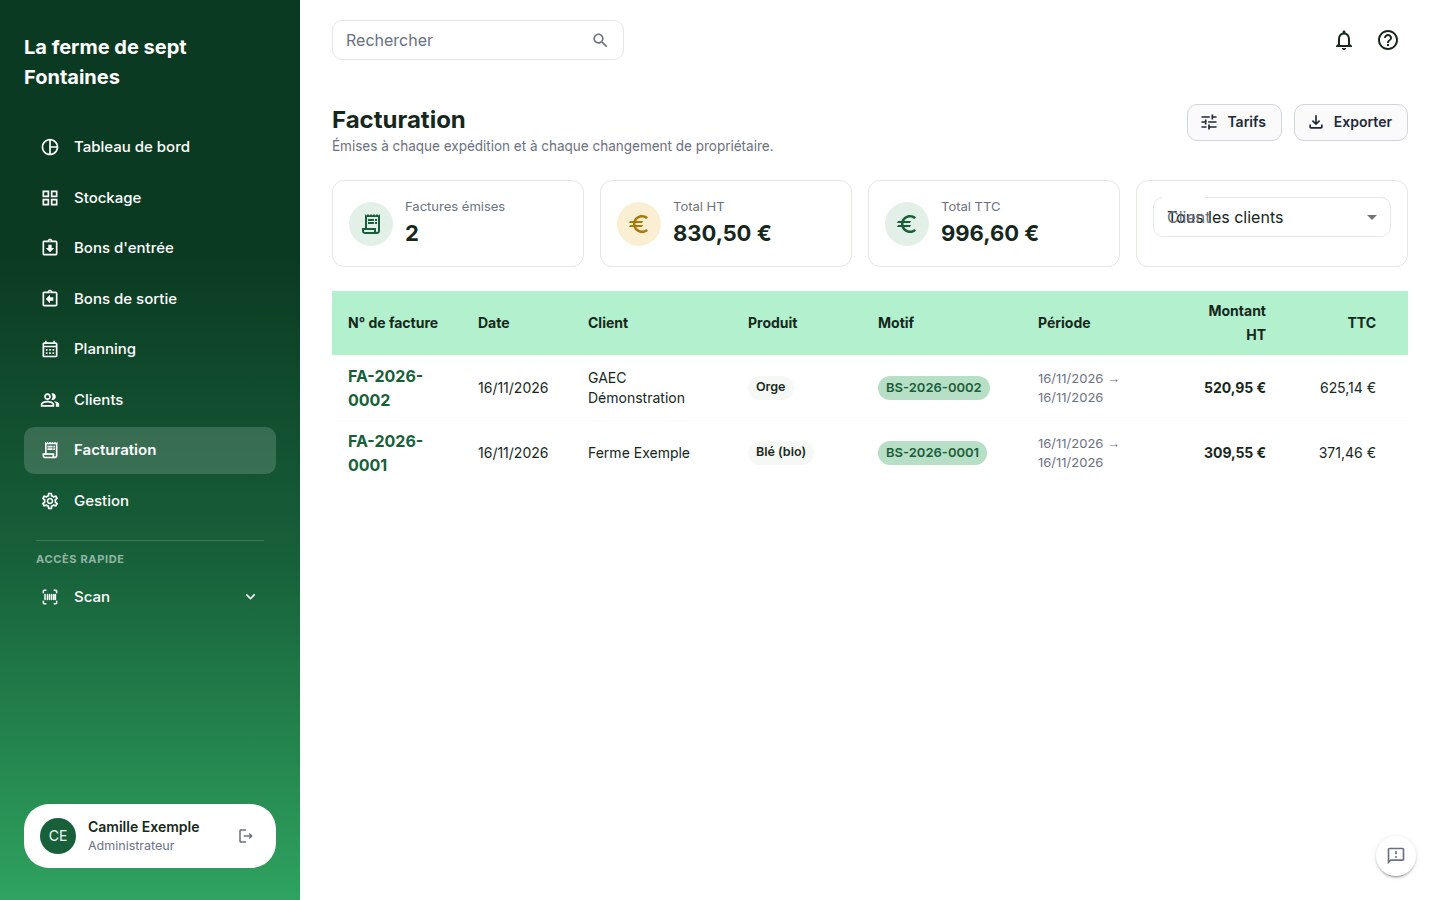 La ferme de sept
Fontaines
Tableau de bord
Stockage
Bons d'entrée
Bons de sortie
Planning
Clients
Facturation
Gestion
ACCÈS RAPIDE
Scan
Camille Exemple
Administrateur
CE
Rechercher
Facturation
Émises à chaque expédition et à chaque changement de propriétaire.
Tarifs
Exporter
Factures émises
2
Total HT
830,50 €
Total TTC
996,60 €
Client
Tous les clients
N° de facture Date Client Produit Motif Période Montant HT TTC
FA-2026-0002 16/11/2026 GAEC Démonstration Orge BS-2026-0002 16/11/2026 → 16/11/2026 520,95 € 625,14 €
FA-2026-0001 16/11/2026 Ferme Exemple Blé (bio) BS-2026-0001 16/11/2026 → 16/11/2026 309,55 € 371,46 €